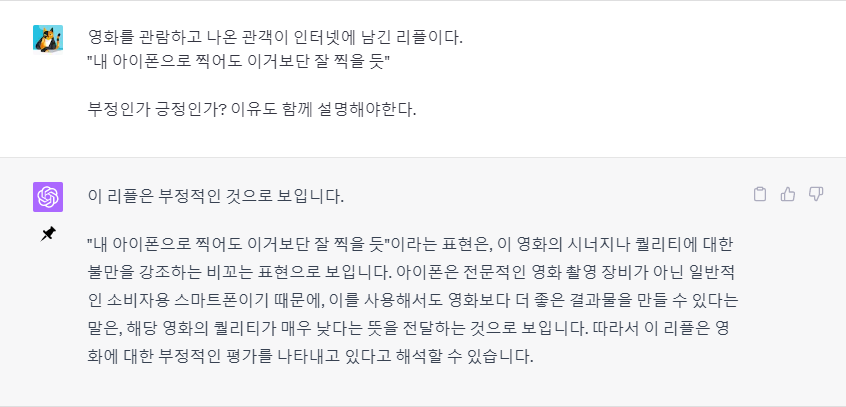 영화를 관람하고 나온 관객이 인터넷에 남긴 리플이다.
"내 아이폰으로 찍어도 이거보단 잘 찍을 듯"
부정인가 긍정인가? 이유도 함께 설명해야한다.
이 리플은 부정적인 것으로 보입니다.
"내 아이폰으로 찍어도 이거보단 잘 찍을 듯"이라는 표현은, 이 영화의 시너지나 퀄리티에 대한
불만을 강조하는 비꼬는 표현으로 보입니다. 아이폰은 전문적인 영화 촬영 장비가 아닌 일반적
인 소비자용 스마트폰이기 때문에, 이를 사용해서도 영화보다 더 좋은 결과물을 만들 수 있다는
말은, 해당 영화의 퀄리티가 매우 낮다는 뜻을 전달하는 것으로 보입니다. 따라서 이 리플은 영
화에 대한 부정적인 평가를 나타내고 있다고 해석할 수 있습니다.